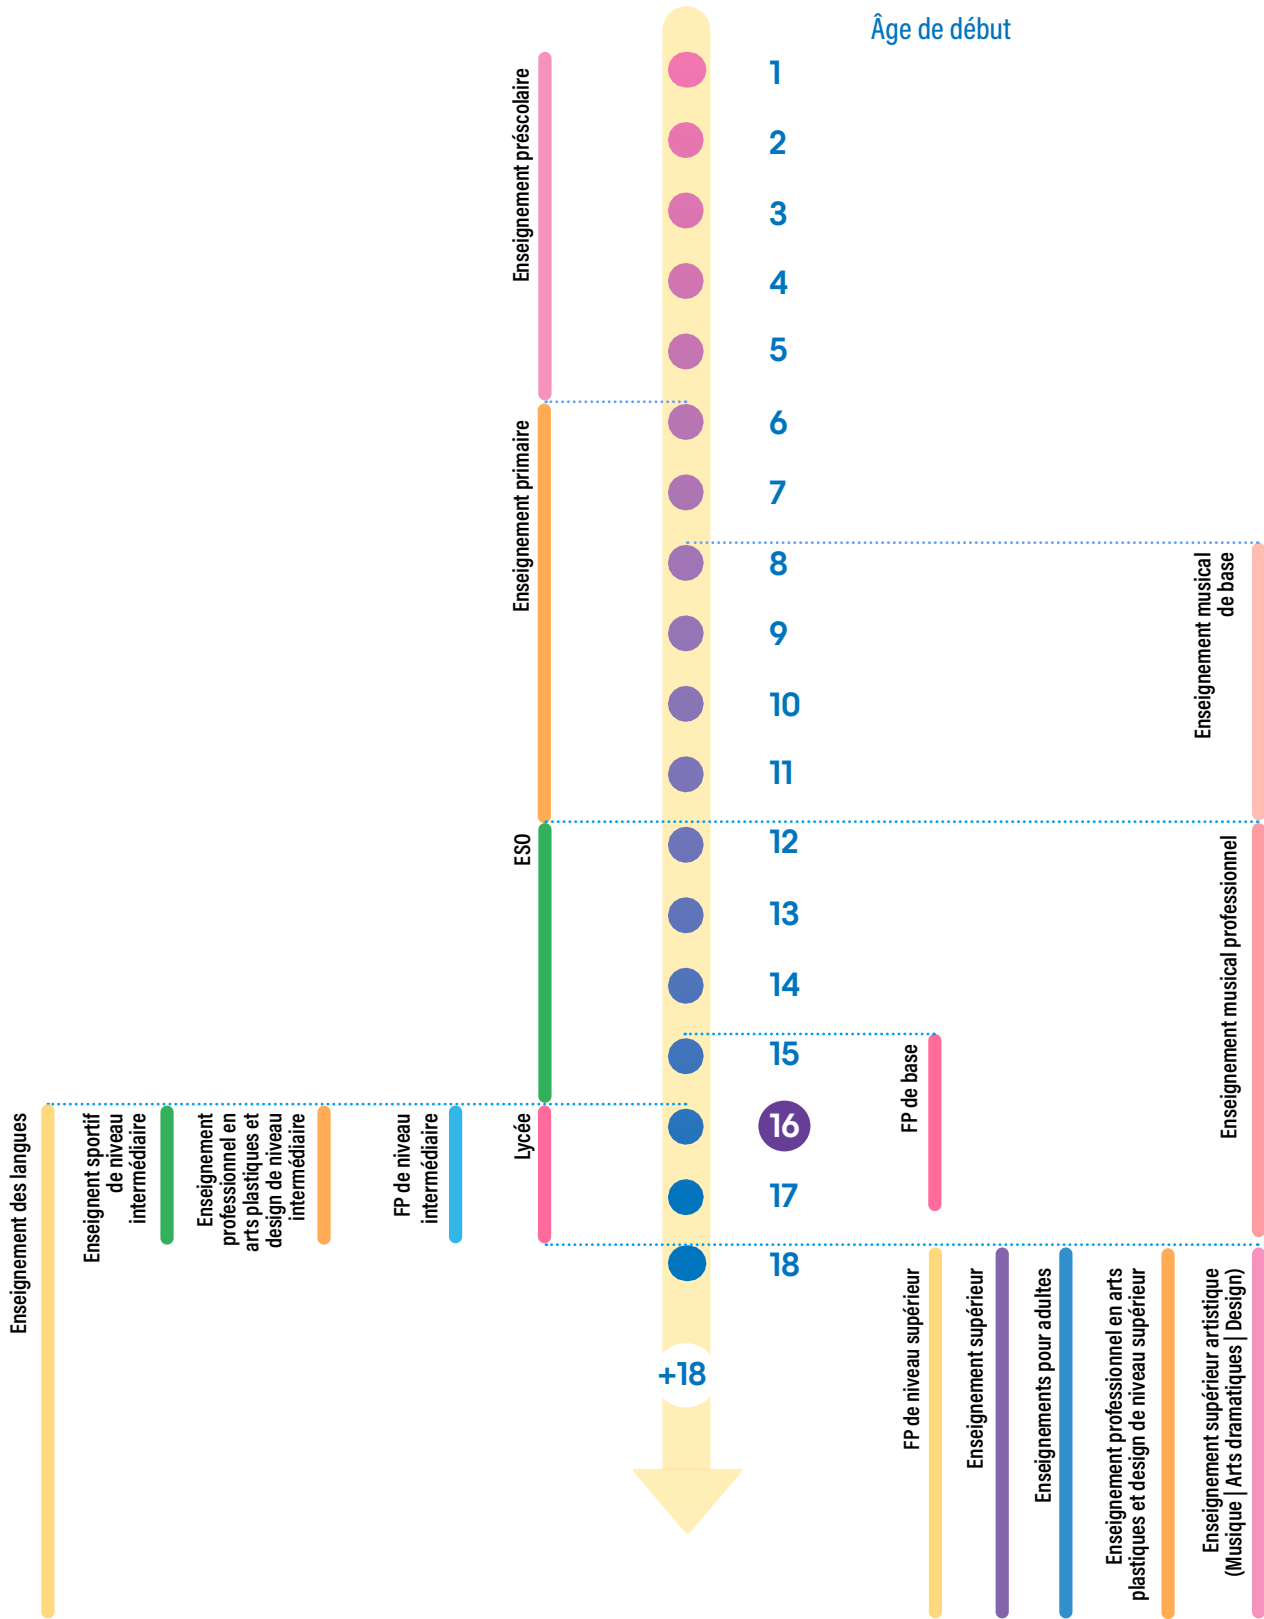 Âge de début
1
2
3
4
5
6
7
8
9
10
11
12
13
14
15
16
17
18
+18
Enseignement préscolaire
Enseignement primaire
ESO
Lycée
Enseignement musical
de base
Enseignement musical professionnel
FP de base
Enseignement des langues
Enseignent sportif
de niveau
intermédiaire
Enseignement
professionnel en
arts plastiques et
design de niveau
intermédiaire
FP de niveau
intermédiaire
FP de niveau supérieur
Enseignement supérieur
Enseignements pour adultes
Enseignement professionnel en arts
plastiques et design de niveau supérieur
Enseignement supérieur artistique
(Musique | Arts dramatiques | Design)